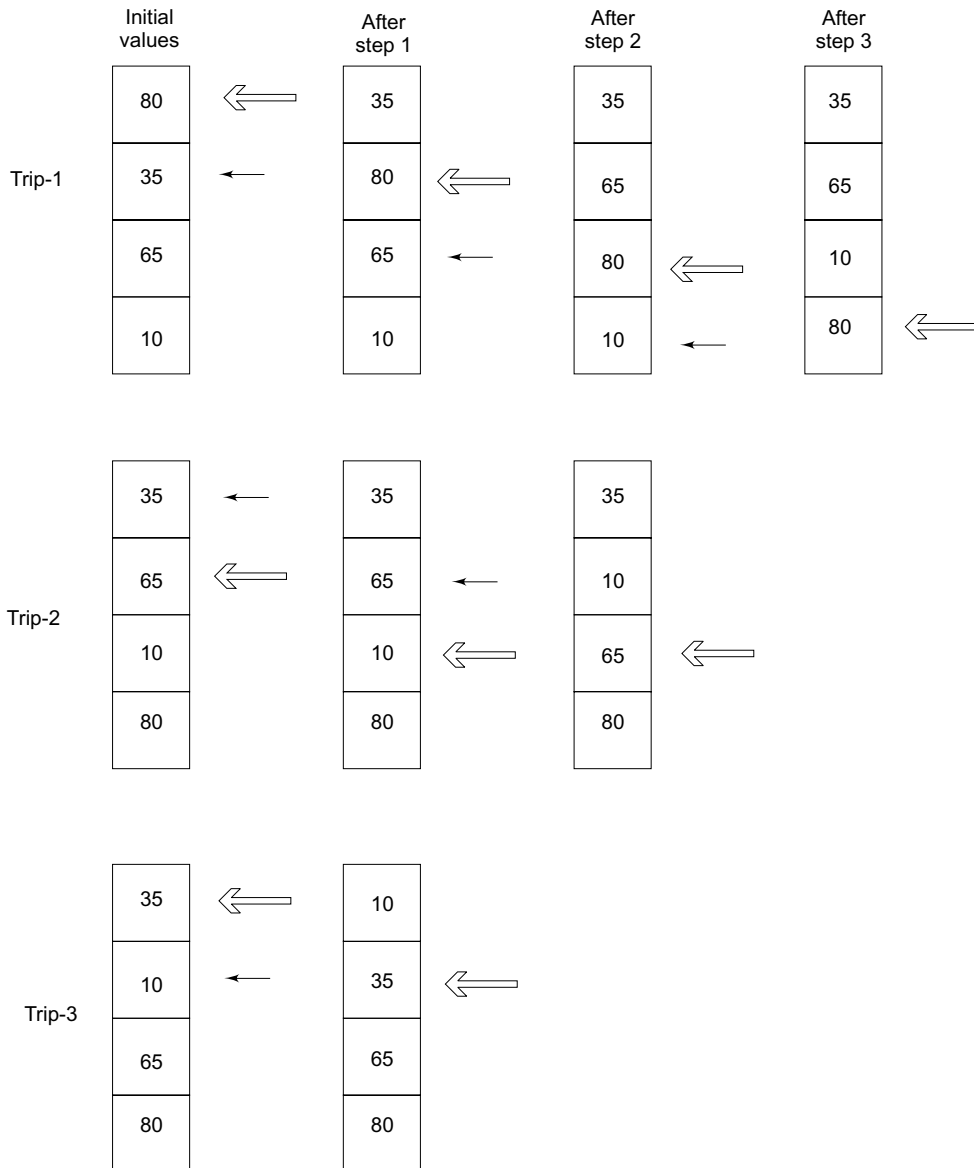 Initial
values
After
step 1
After
step 2
After
step 3
80 35 35 35
Trip-1 35 80 65 65
65 65 80 10
10 10 10 80
35 35 35
65 65 10
Trip-2
10 10 65
80 80 80
35 10
10 35
Trip-3
65 65
80 80